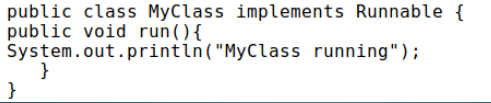 public class MyClass implements Runnable {
public void run(){
System.out.println("MyClass running");
   }
}